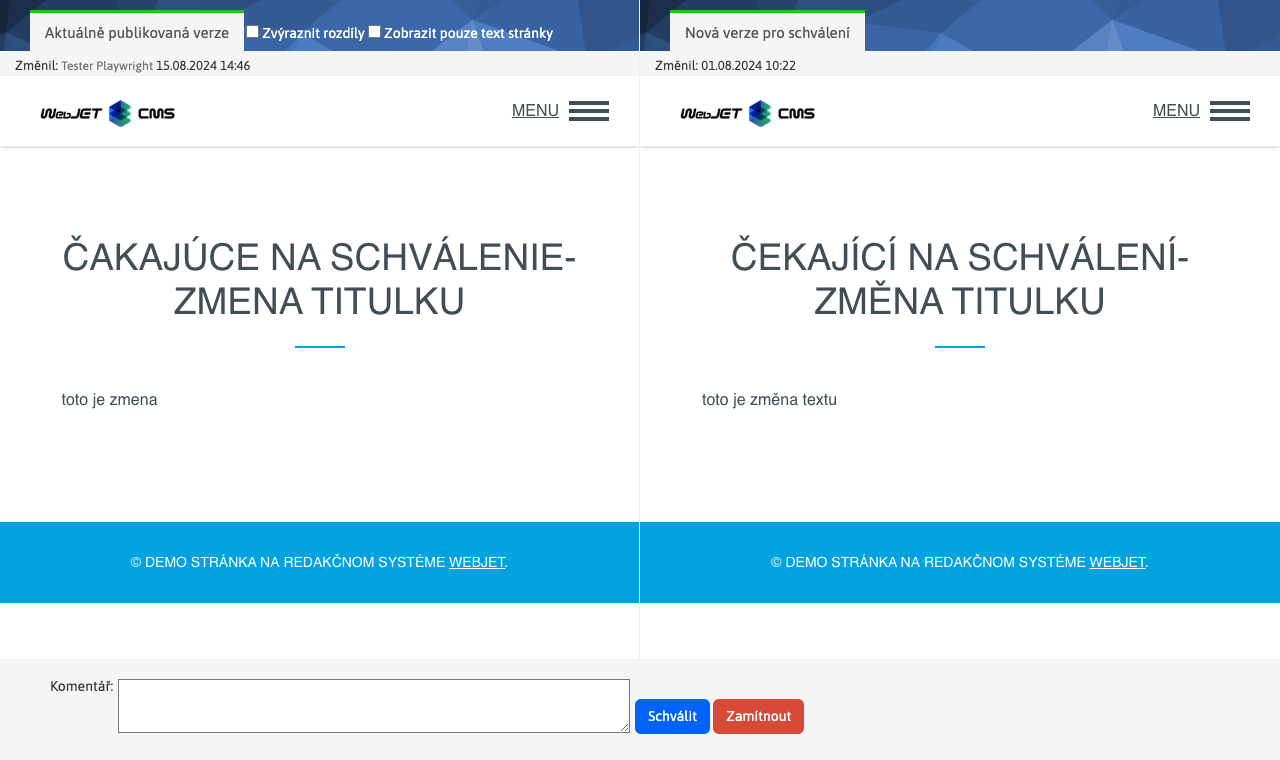 Aktuálně publikovaná verze
Zvýraznit rozdíly
Zobrazit pouze text stránky
Změnil: Tester Playwright 15.08.2024 14:46
WebJET CMS
MENU
ČAKAJÚCE NA SCHVÁLENIE-
ZMENA TITULKU
toto je zmena
© DEMO STRÁNKA NA REDAKČNOM SYSTÉME WEBJET.
Nová verze pro schválení
Změnil: 01.08.2024 10:22
WebJET CMS
MENU
ČEKAJÍCÍ NA SCHVÁLENÍ-
ZMĚNA TITULKU
toto je změna textu
© DEMO STRÁNKA NA REDAKČNOM SYSTÉME WEBJET.
Komentář:
Schválit
Zamítnout